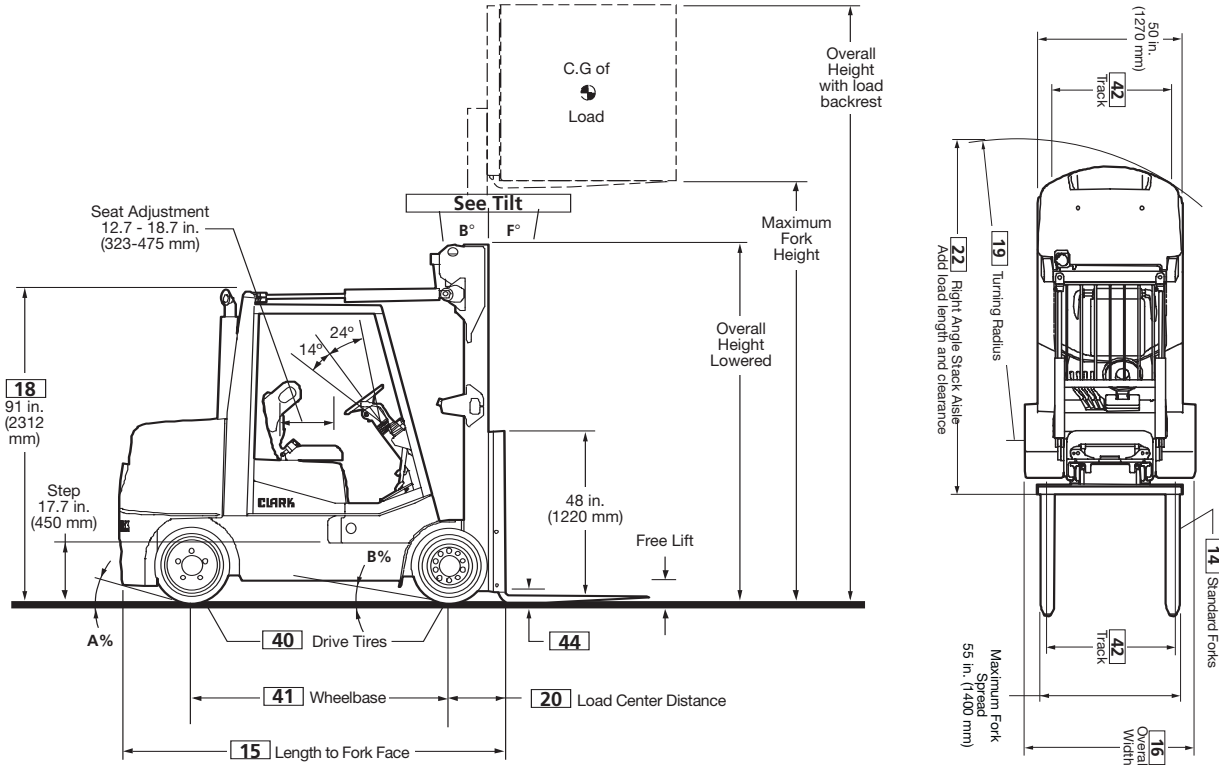 C.G of
Load
Overall
Height
with load
backrest
See Tilt
B°
F°
Seat Adjustment
12.7 - 18.7 in.
(323-475 mm)
Maximum
Fork
Height
24º
14º
Overall
Height
Lowered
18
91 in.
(2312
mm)
CLARK
Step
17.7 in.
(450 mm)
48 in.
(1220 mm)
Free Lift
B%
A%
40 Drive Tires
44
41 Wheelbase
20 Load Center Distance
15 Length to Fork Face
50 in.
(1270 mm)
42
Track
19 Turning Radius
22 Right Angle Stack Aisle
Add load length and clearance
14 Standard Forks
42
Track
Maximum Fork
Spread
55 in. (1400 mm)
16
Overal
Width